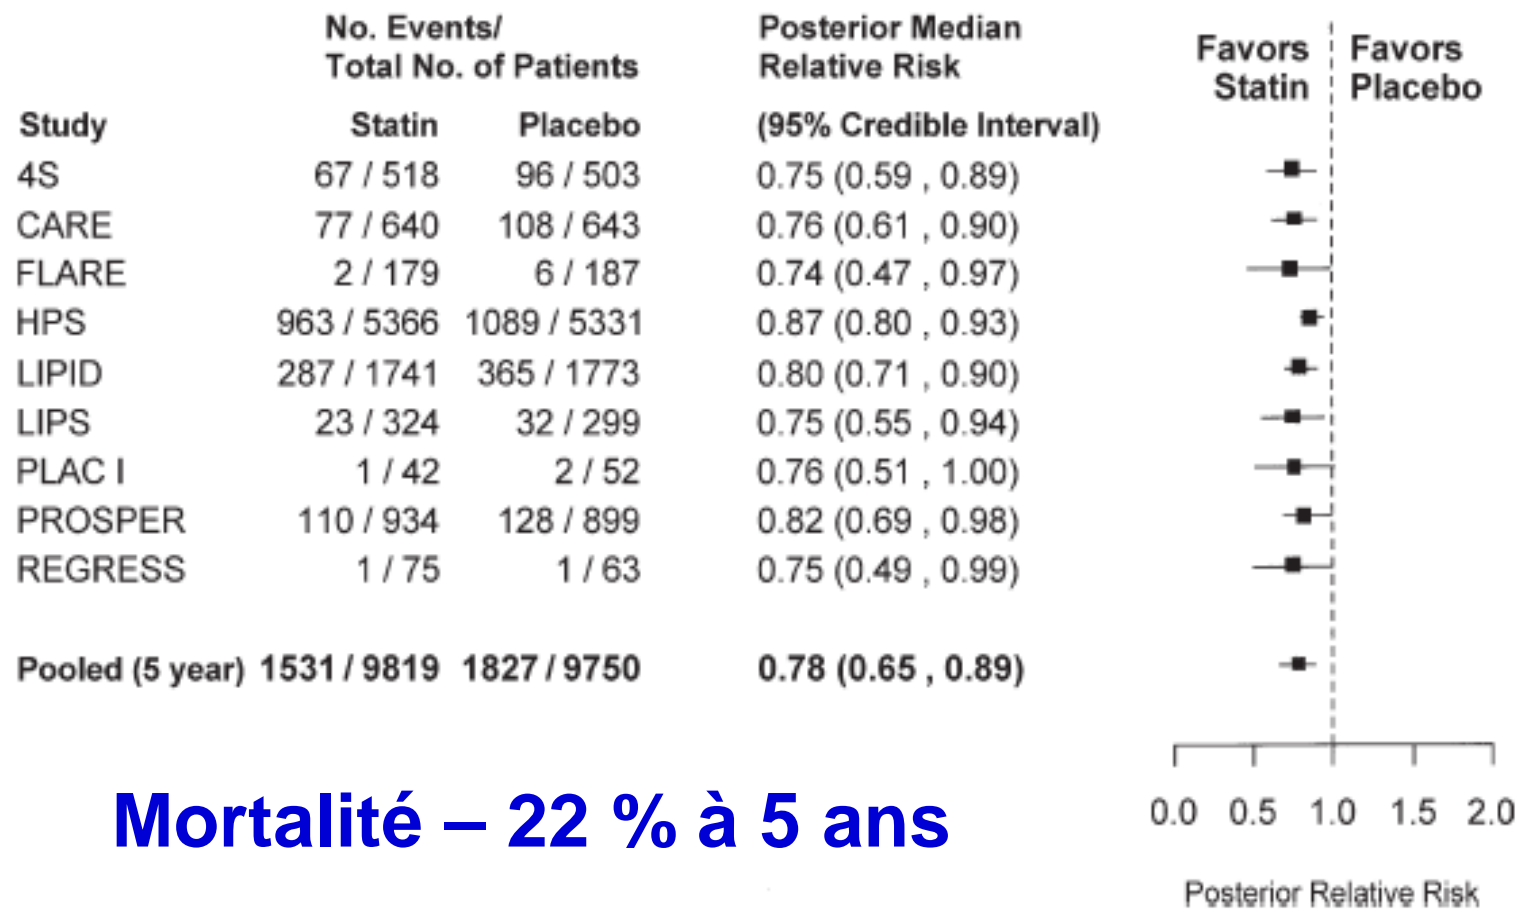 No. Events/ Posterior Median
Total No. of Patients Relative Risk Favors Favors
Statin Placebo
Study Statin Placebo (95% Credible Interval)
4S 67 / 518 96 / 503 0.75 (0.59 , 0.89)
CARE 77 / 640 108 / 643 0.76 (0.61 , 0.90)
FLARE 2 / 179 6 / 187 0.74 (0.47 , 0.97)
HPS 963 / 5366 1089 / 5331 0.87 (0.80 , 0.93)
LIPID 287 / 1741 365 / 1773 0.80 (0.71 , 0.90)
LIPS 23 / 324 32 / 299 0.75 (0.55 , 0.94)
PLAC I 1 / 42 2 / 52 0.76 (0.51 , 1.00)
PROSPER 110 / 934 128 / 899 0.82 (0.69 , 0.98)
REGRESS 1 / 75 1 / 63 0.75 (0.49 , 0.99)
Pooled (5 year) 1531 / 9819 1827 / 9750 0.78 (0.65 , 0.89)
0.0 0.5 1.0 1.5 2.0
Mortalité – 22 % à 5 ans
Posterior Relative Risk